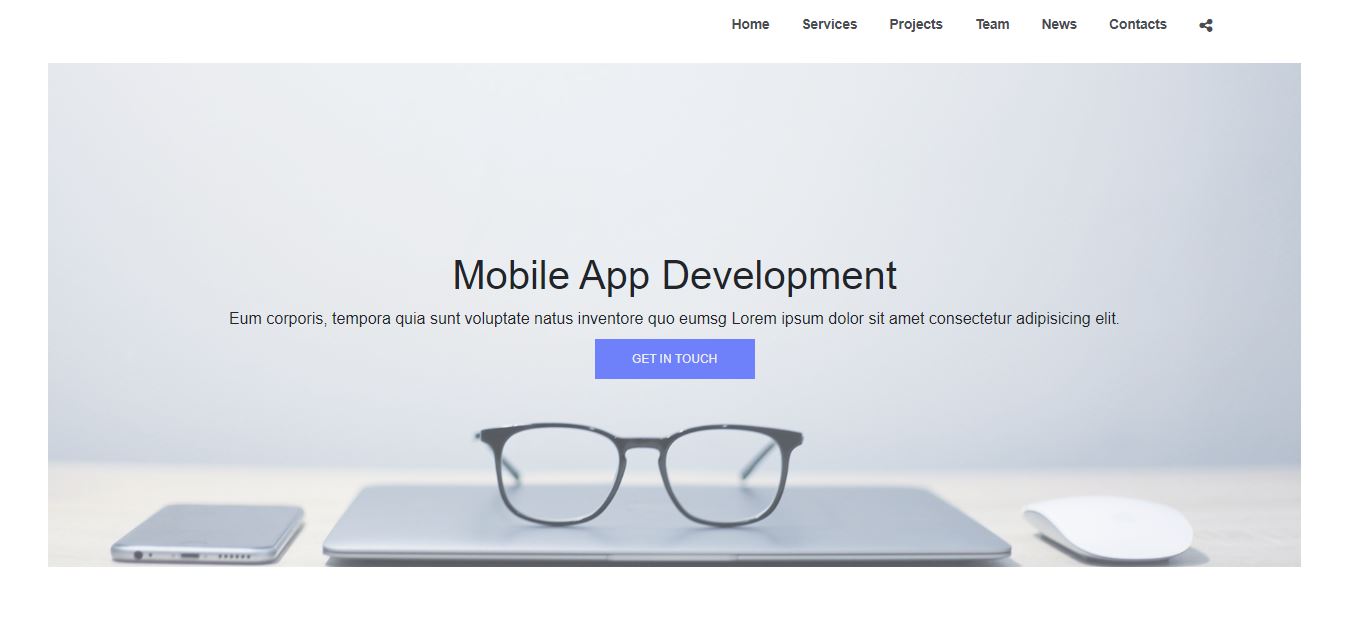 Home Services Projects Team News Contacts
Mobile App Development
Eum corporis, tempora quia sunt voluptate natus inventore quo eumsg Lorem ipsum dolor sit amet consectetur adipisicing elit.
GET IN TOUCH